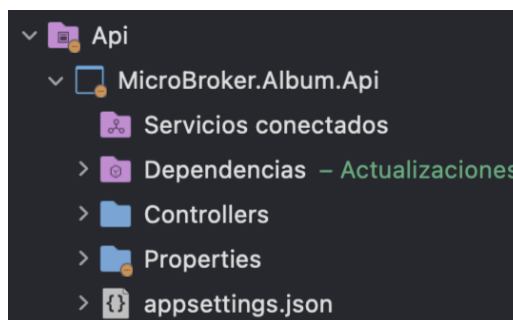 Api
MicroBroker.Album.Api
Servicios conectados
Dependencias – Actualizaciones
Controllers
Properties
{} appsettings.json